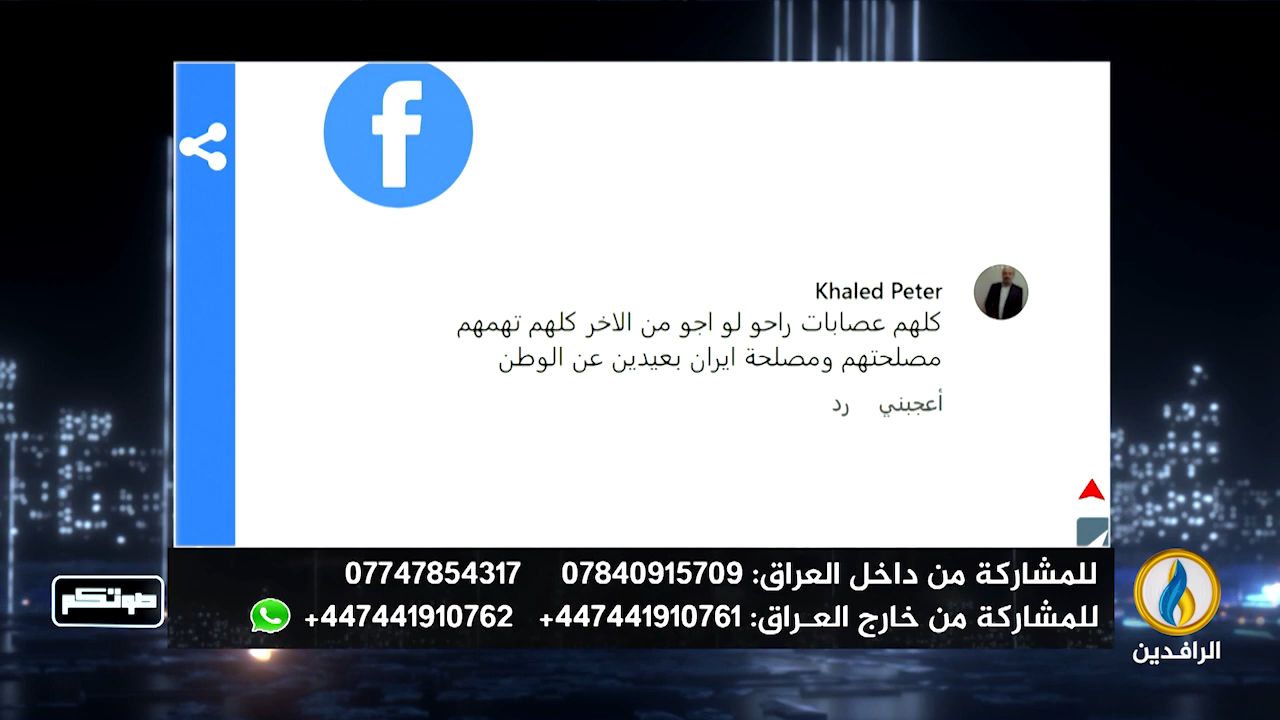 f
Khaled Peter
كلهم عصابات راحو لو اجو من الاخر كلهم تهمهم
مصلحتهم ومصلحة ايران بعيدين عن الوطن
أعجبني رد
للمشاركة من داخل العراق: 07840915709 07747854317
للمشاركة من خارج العـراق: 447441910761+ 447441910762+
صوتكم
الرافدين